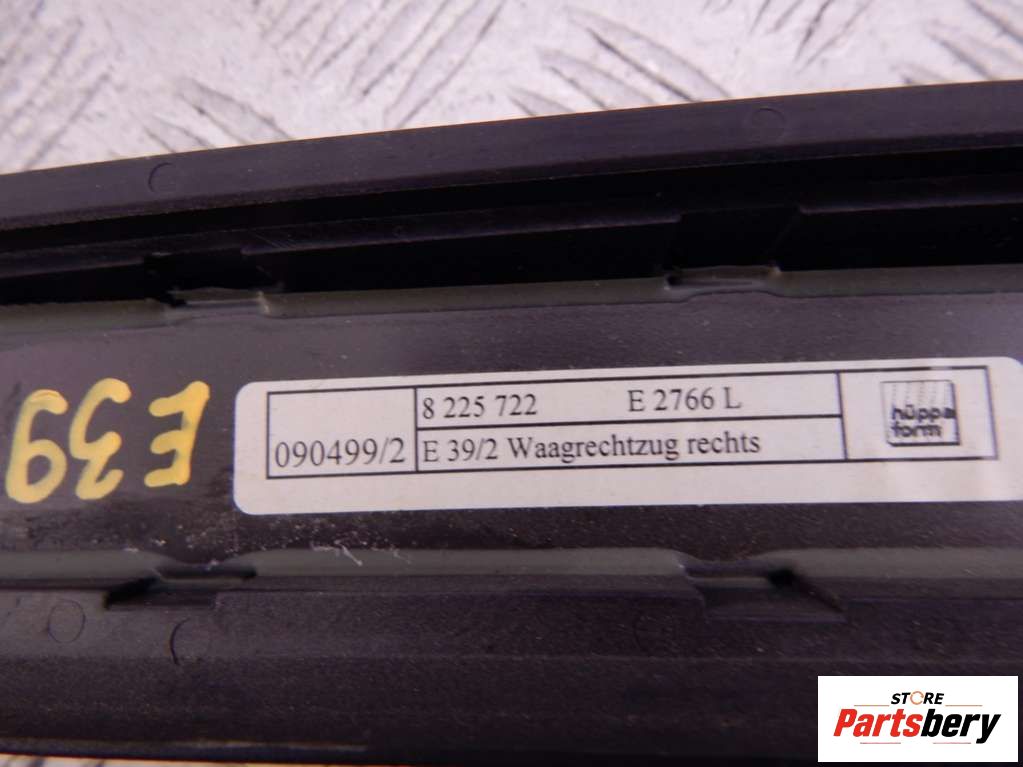 E39
8 225 722 E 2766 L
090499/2 E 39/2 Waagrechtzug rechts
hüppe
form
STORE
Partsbery